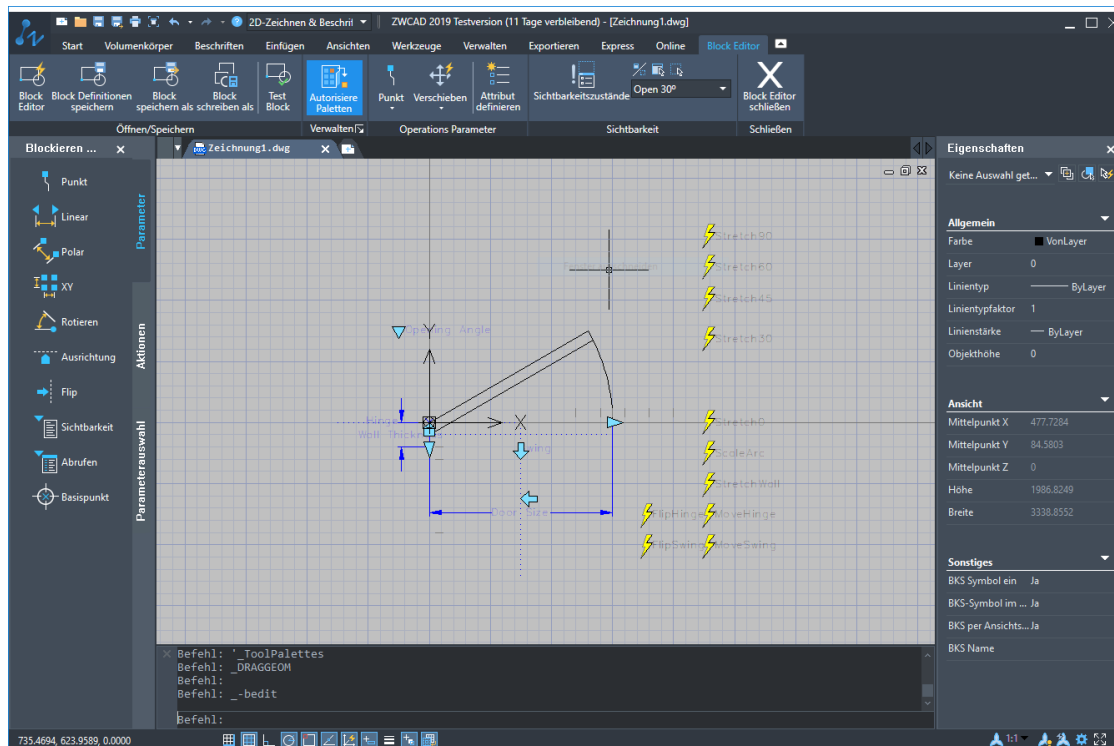 2D-Zeichnen & Beschrif
ZWCAD 2019 Testversion (11 Tage verbleibend) - [Zeichnung1.dwg]
Start Volumenkörper Beschriften Einfügen Ansichten Werkzeuge Verwalten Exportieren Express Online Block Editor
Block Editor
Block Definitionen speichern
Block speichern als
Block schreiben als
Test Block
Autorisiere Paletten
Punkt
Verschieben
Attribut definieren
Sichtbarkeitszustände
Open 30º
Block Editor schließen
Öffnen/Speichern
Verwalten
Operations Parameter
Sichtbarkeit
Schließen
Blockieren ...
Zeichnung1.dwg
Punkt
Linear
Polar
XY
Rotieren
Ausrichtung
Flip
Sichtbarkeit
Abrufen
Basispunkt
Parameter
Aktionen
Parameterauswahl
Stretch90
Stretch60
Stretch45
Opening Angle
Y
Stretch30
Hinge
X
Stretch0
Wall Thickness
Swing
ScaleArc
StretchWall
Door Size
FlipHinge
MoveHinge
FlipSwing
MoveSwing
Befehl: '_ToolPalettes
Befehl: _DRAGGEOM
Befehl:
Befehl: _-bedit
Befehl:
Eigenschaften
Keine Auswahl get...
Allgemein
Farbe VonLayer
Layer 0
Linientyp ByLayer
Linientypfaktor 1
Linienstärke ByLayer
Objekthöhe 0
Ansicht
Mittelpunkt X 477.7284
Mittelpunkt Y 84.5803
Mittelpunkt Z 0
Höhe 1986.8249
Breite 3338.8552
Sonstiges
BKS Symbol ein Ja
BKS-Symbol im ... Ja
BKS per Ansichts... Ja
BKS Name
735.4694, 623.9589, 0.0000
1:1